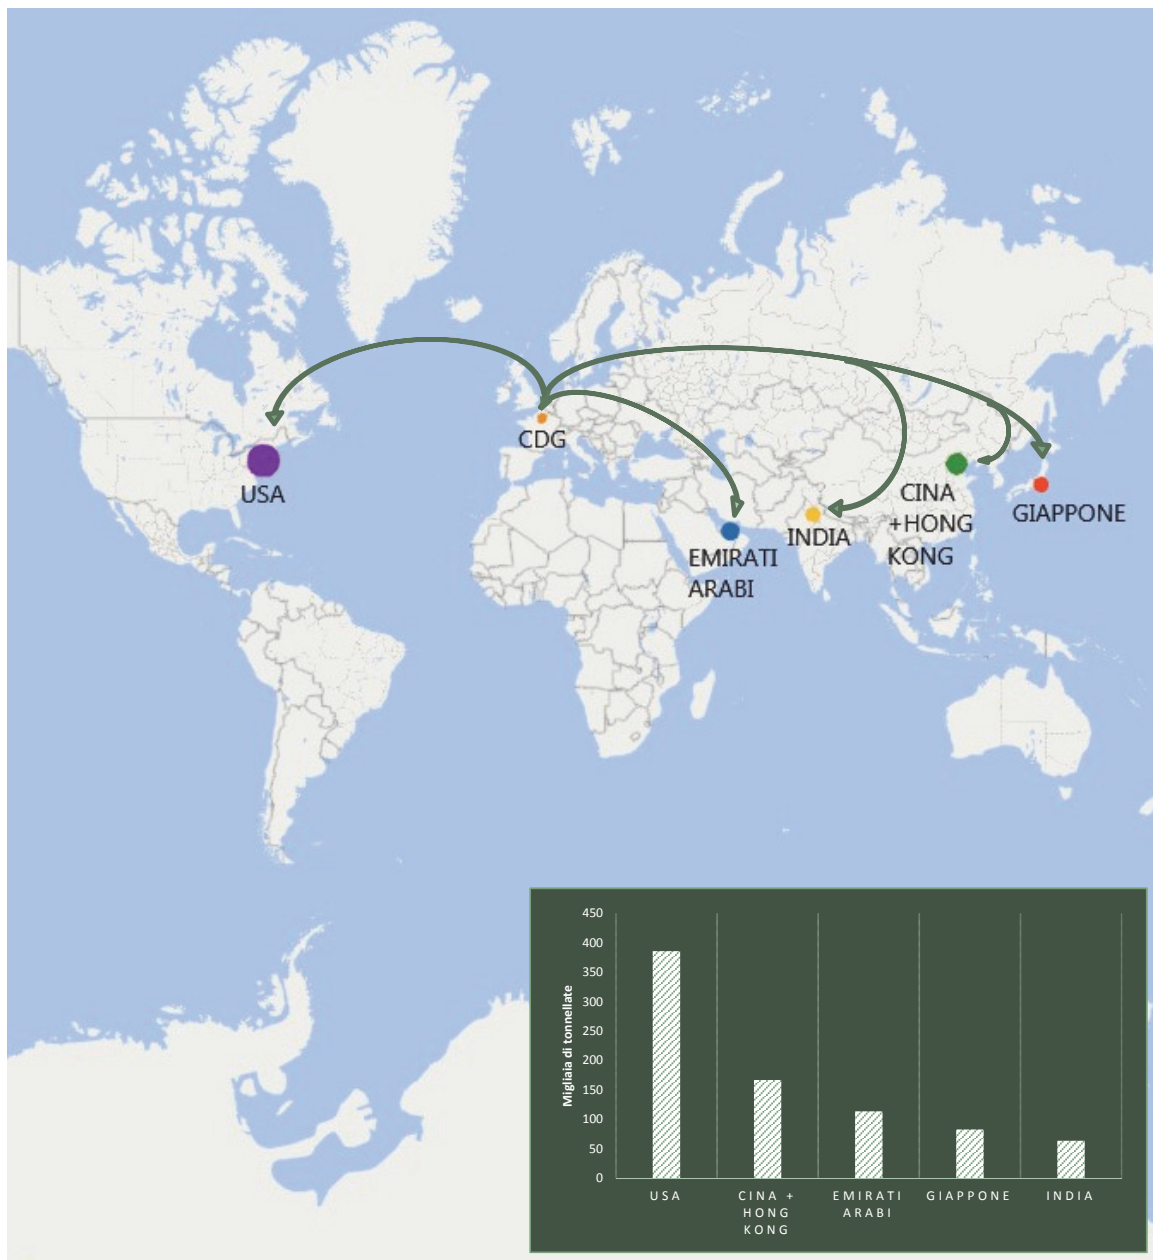 CDG
USA
CINA
+HONG
KONG
GIAPPONE
INDIA
EMIRATI
ARABI
Migliaia di tonnellate
450
400
350
300
250
200
150
100
50
0
USA
CINA +
HONG
KONG
EMIRATI
ARABI
GIAPPONE
INDIA